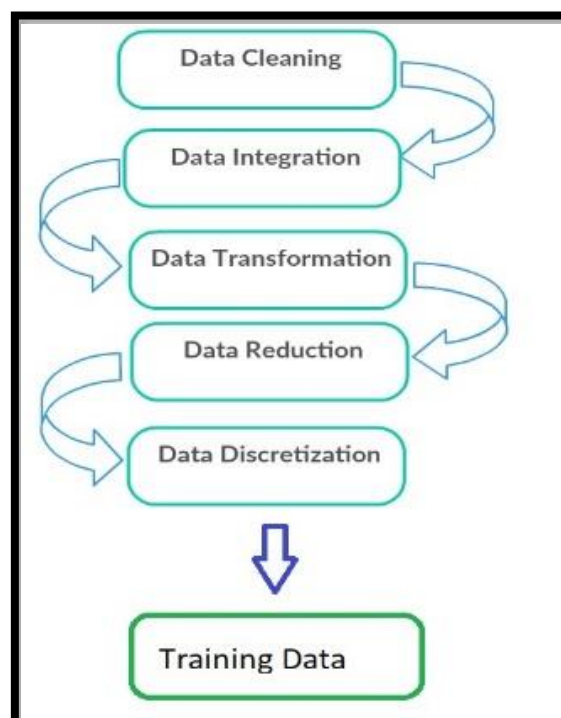 Data Cleaning
Data Integration
Data Transformation
Data Reduction
Data Discretization
Training Data